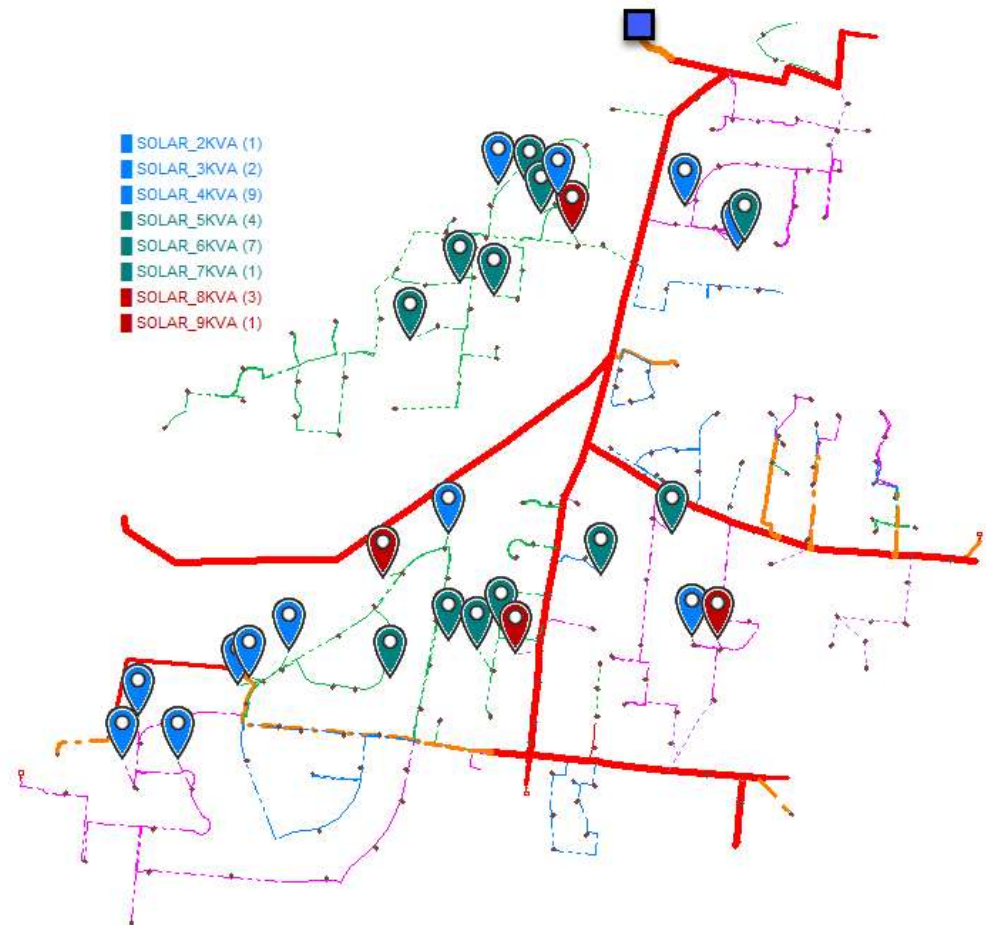 SOLAR_2KVA (1)
SOLAR_3KVA (2)
SOLAR_4KVA (9)
SOLAR_5KVA (4)
SOLAR_6KVA (7)
SOLAR_7KVA (1)
SOLAR_8KVA (3)
SOLAR_9KVA (1)